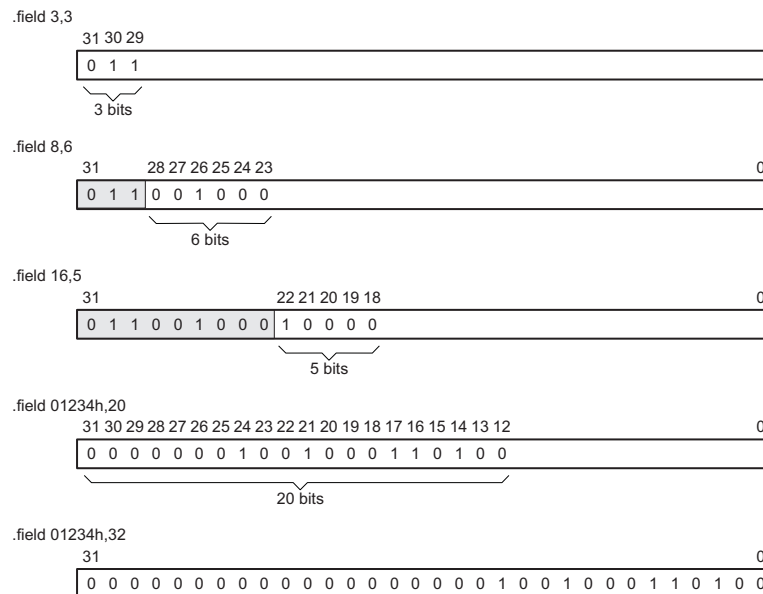 .field 3,3
31 30 29
0 1 1
3 bits
.field 8,6
31 28 27 26 25 24 23 0
0 1 1 0 0 1 0 0 0
6 bits
.field 16,5
31 22 21 20 19 18 0
0 1 1 0 0 1 0 0 0 1 0 0 0 0
5 bits
.field 01234h,20
31 30 29 28 27 26 25 24 23 22 21 20 19 18 17 16 15 14 13 12 0
0 0 0 0 0 0 0 1 0 0 1 0 0 0 1 1 0 1 0 0
20 bits
.field 01234h,32
31 0
0 0 0 0 0 0 0 0 0 0 0 0 0 0 0 0 0 0 0 1 0 0 1 0 0 0 1 1 0 1 0 0